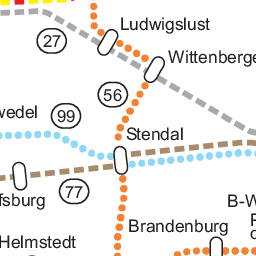 Ludwigslust
27
Wittenberge
56
wedel
99
Stendal
77
fsburg
B-W
Brandenburg
Helmstedt